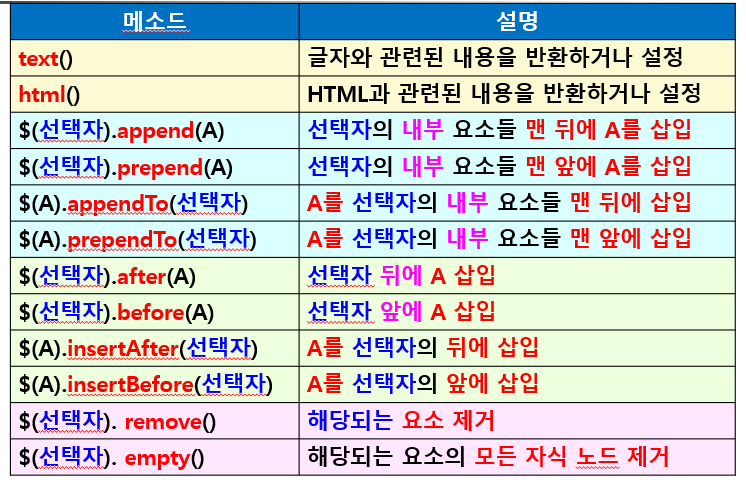 메소드 설명
text() 글자와 관련된 내용을 반환하거나 설정
html() HTML과 관련된 내용을 반환하거나 설정
$(선택자).append(A) 선택자의 내부 요소들 맨 뒤에 A를 삽입
$(선택자).prepend(A) 선택자의 내부 요소들 맨 앞에 A를 삽입
$(A).appendTo(선택자) A를 선택자의 내부 요소들 맨 뒤에 삽입
$(A).prependTo(선택자) A를 선택자의 내부 요소들 맨 앞에 삽입
$(선택자).after(A) 선택자 뒤에 A 삽입
$(선택자).before(A) 선택자 앞에 A 삽입
$(A).insertAfter(선택자) A를 선택자의 뒤에 삽입
$(A).insertBefore(선택자) A를 선택자의 앞에 삽입
$(선택자). remove() 해당되는 요소 제거
$(선택자). empty() 해당되는 요소의 모든 자식 노드 제거